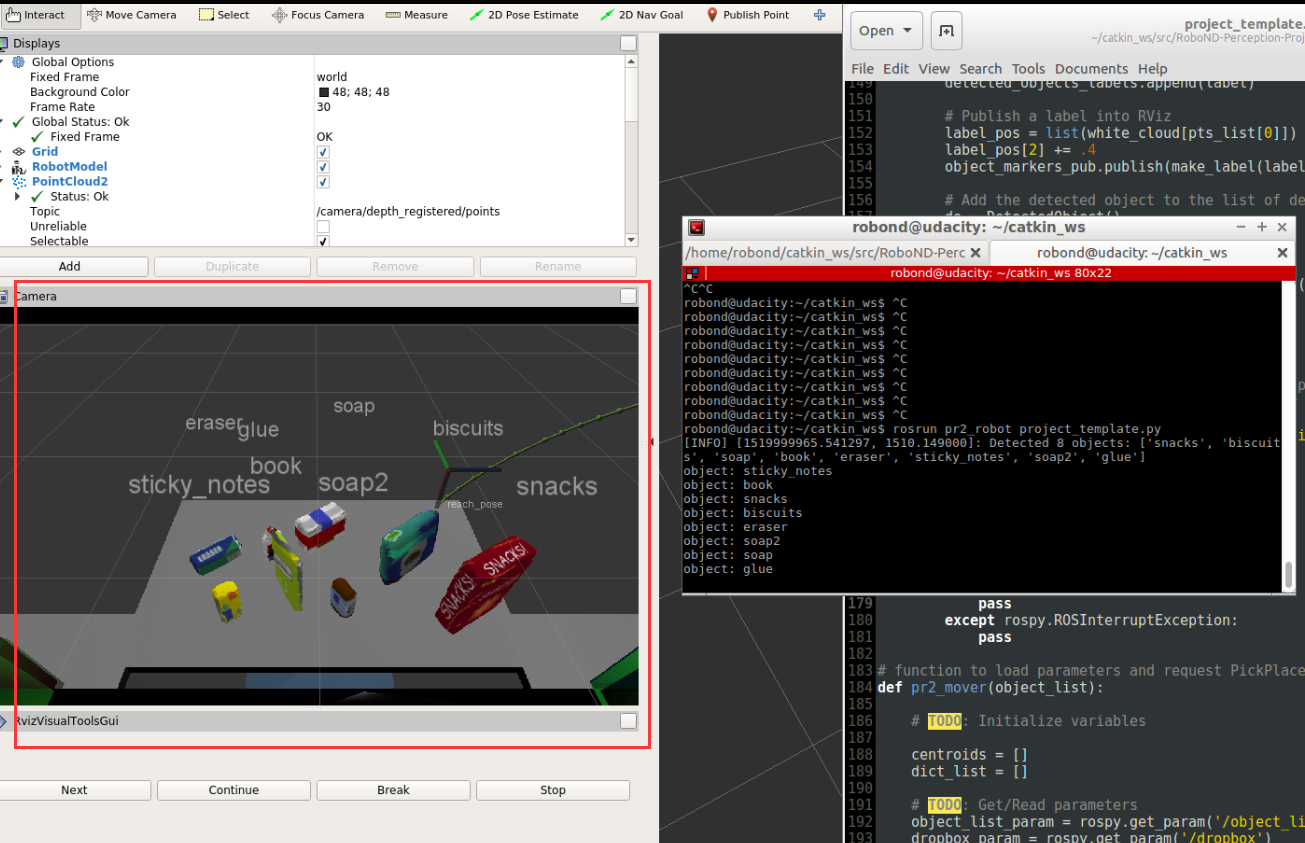 Interact Move Camera Select Focus Camera Measure 2D Pose Estimate 2D Nav Goal Publish Point
Displays
Global Options
Fixed Frame world
Background Color 48; 48; 48
Frame Rate 30
Global Status: Ok
Fixed Frame OK
Grid
RobotModel
PointCloud2
Status: Ok
Topic /camera/depth_registered/points
Unreliable
Selectable
Add Duplicate Remove Rename
Camera
soap
eraser
glue
biscuits
book
sticky_notes
soap2
snacks
reach_pose
ERASER
SNACKS!
SNACKS!
RvizVisualToolsGui
Next Continue Break Stop
Open
project_template.
~/catkin_ws/src/RoboND-Perception-Proj
File Edit View Search Tools Documents Help
149 detected_objects_labels.append(label)
150
151 # Publish a label into RViz
152 label_pos = list(white_cloud[pts_list[0]])
153 label_pos[2] += .4
154 object_markers_pub.publish(make_label(label
155
156 # Add the detected object to the list of de
157 do = DetectedObject()
robond@udacity: ~/catkin_ws
/home/robond/catkin_ws/src/RoboND-Perc
robond@udacity: ~/catkin_ws
robond@udacity: ~/catkin_ws 80x22
^C^C
robond@udacity:~/catkin_ws$ ^C
robond@udacity:~/catkin_ws$ ^C
robond@udacity:~/catkin_ws$ ^C
robond@udacity:~/catkin_ws$ ^C
robond@udacity:~/catkin_ws$ ^C
robond@udacity:~/catkin_ws$ ^C
robond@udacity:~/catkin_ws$ ^C
robond@udacity:~/catkin_ws$ ^C
robond@udacity:~/catkin_ws$ ^C
robond@udacity:~/catkin_ws$ rosrun pr2_robot project_template.py
[INFO] [1519999965.541297, 1510.149000]: Detected 8 objects: ['snacks', 'biscuit
s', 'soap', 'book', 'eraser', 'sticky_notes', 'soap2', 'glue']
object: sticky_notes
object: book
object: snacks
object: biscuits
object: eraser
object: soap2
object: soap
object: glue
179 pass
180 except rospy.ROSInterruptException:
181 pass
182
183 # function to load parameters and request PickPlace
184 def pr2_mover(object_list):
185
186 # TODO: Initialize variables
187
188 centroids = []
189 dict_list = []
190
191 # TODO: Get/Read parameters
192 object_list_param = rospy.get_param('/object_li
193 dropbox_param = rospy.get_param('/dropbox')